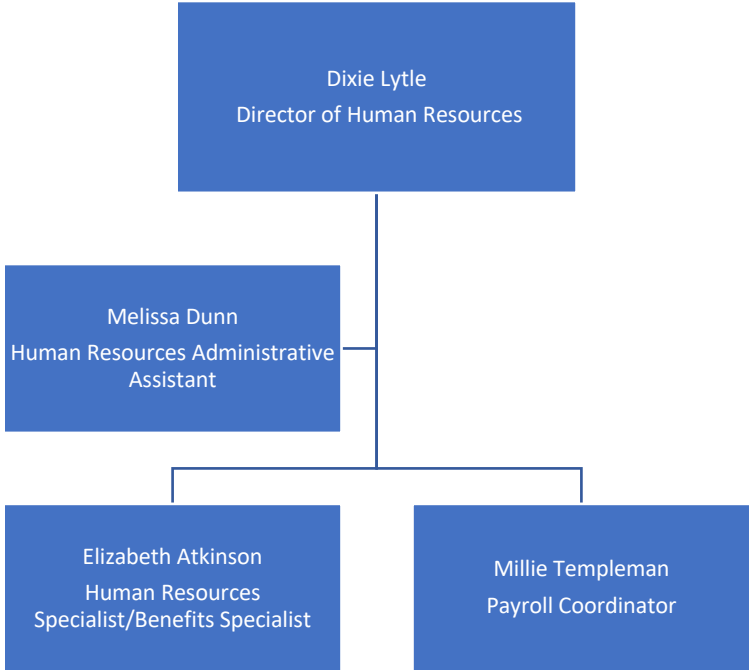 Dixie Lytle
Director of Human Resources
Melissa Dunn
Human Resources Administrative
Assistant
Elizabeth Atkinson
Human Resources
Specialist/Benefits Specialist
Millie Templeman
Payroll Coordinator